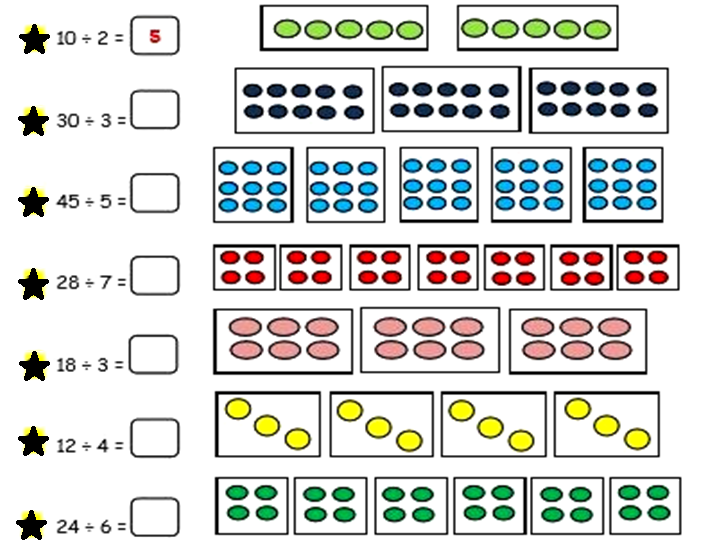 10 ÷ 2 = 5
30 ÷ 3 =
45 ÷ 5 =
28 ÷ 7 =
18 ÷ 3 =
12 ÷ 4 =
24 ÷ 6 =